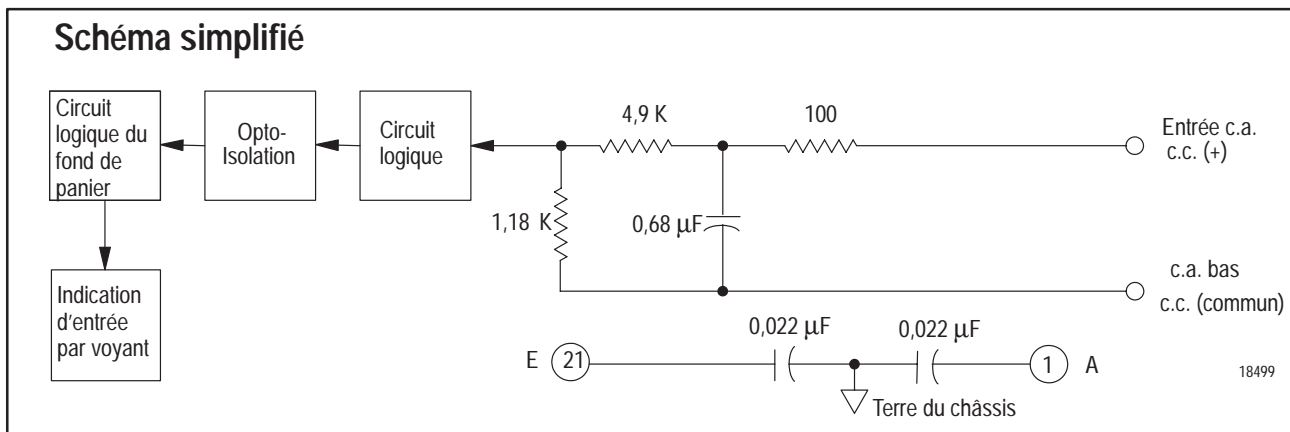 Schéma simplifié
Circuit
logique du
fond de
panier
Opto-
Isolation
Circuit
logique
4,9 K
100
Entrée c.a.
c.c. (+)
1,18 K
0,68 µF
Indication
d'entrée
par voyant
c.a. bas
c.c. (commun)
0,022 µF
0,022 µF
E
21
1
A
Terre du châssis
18499